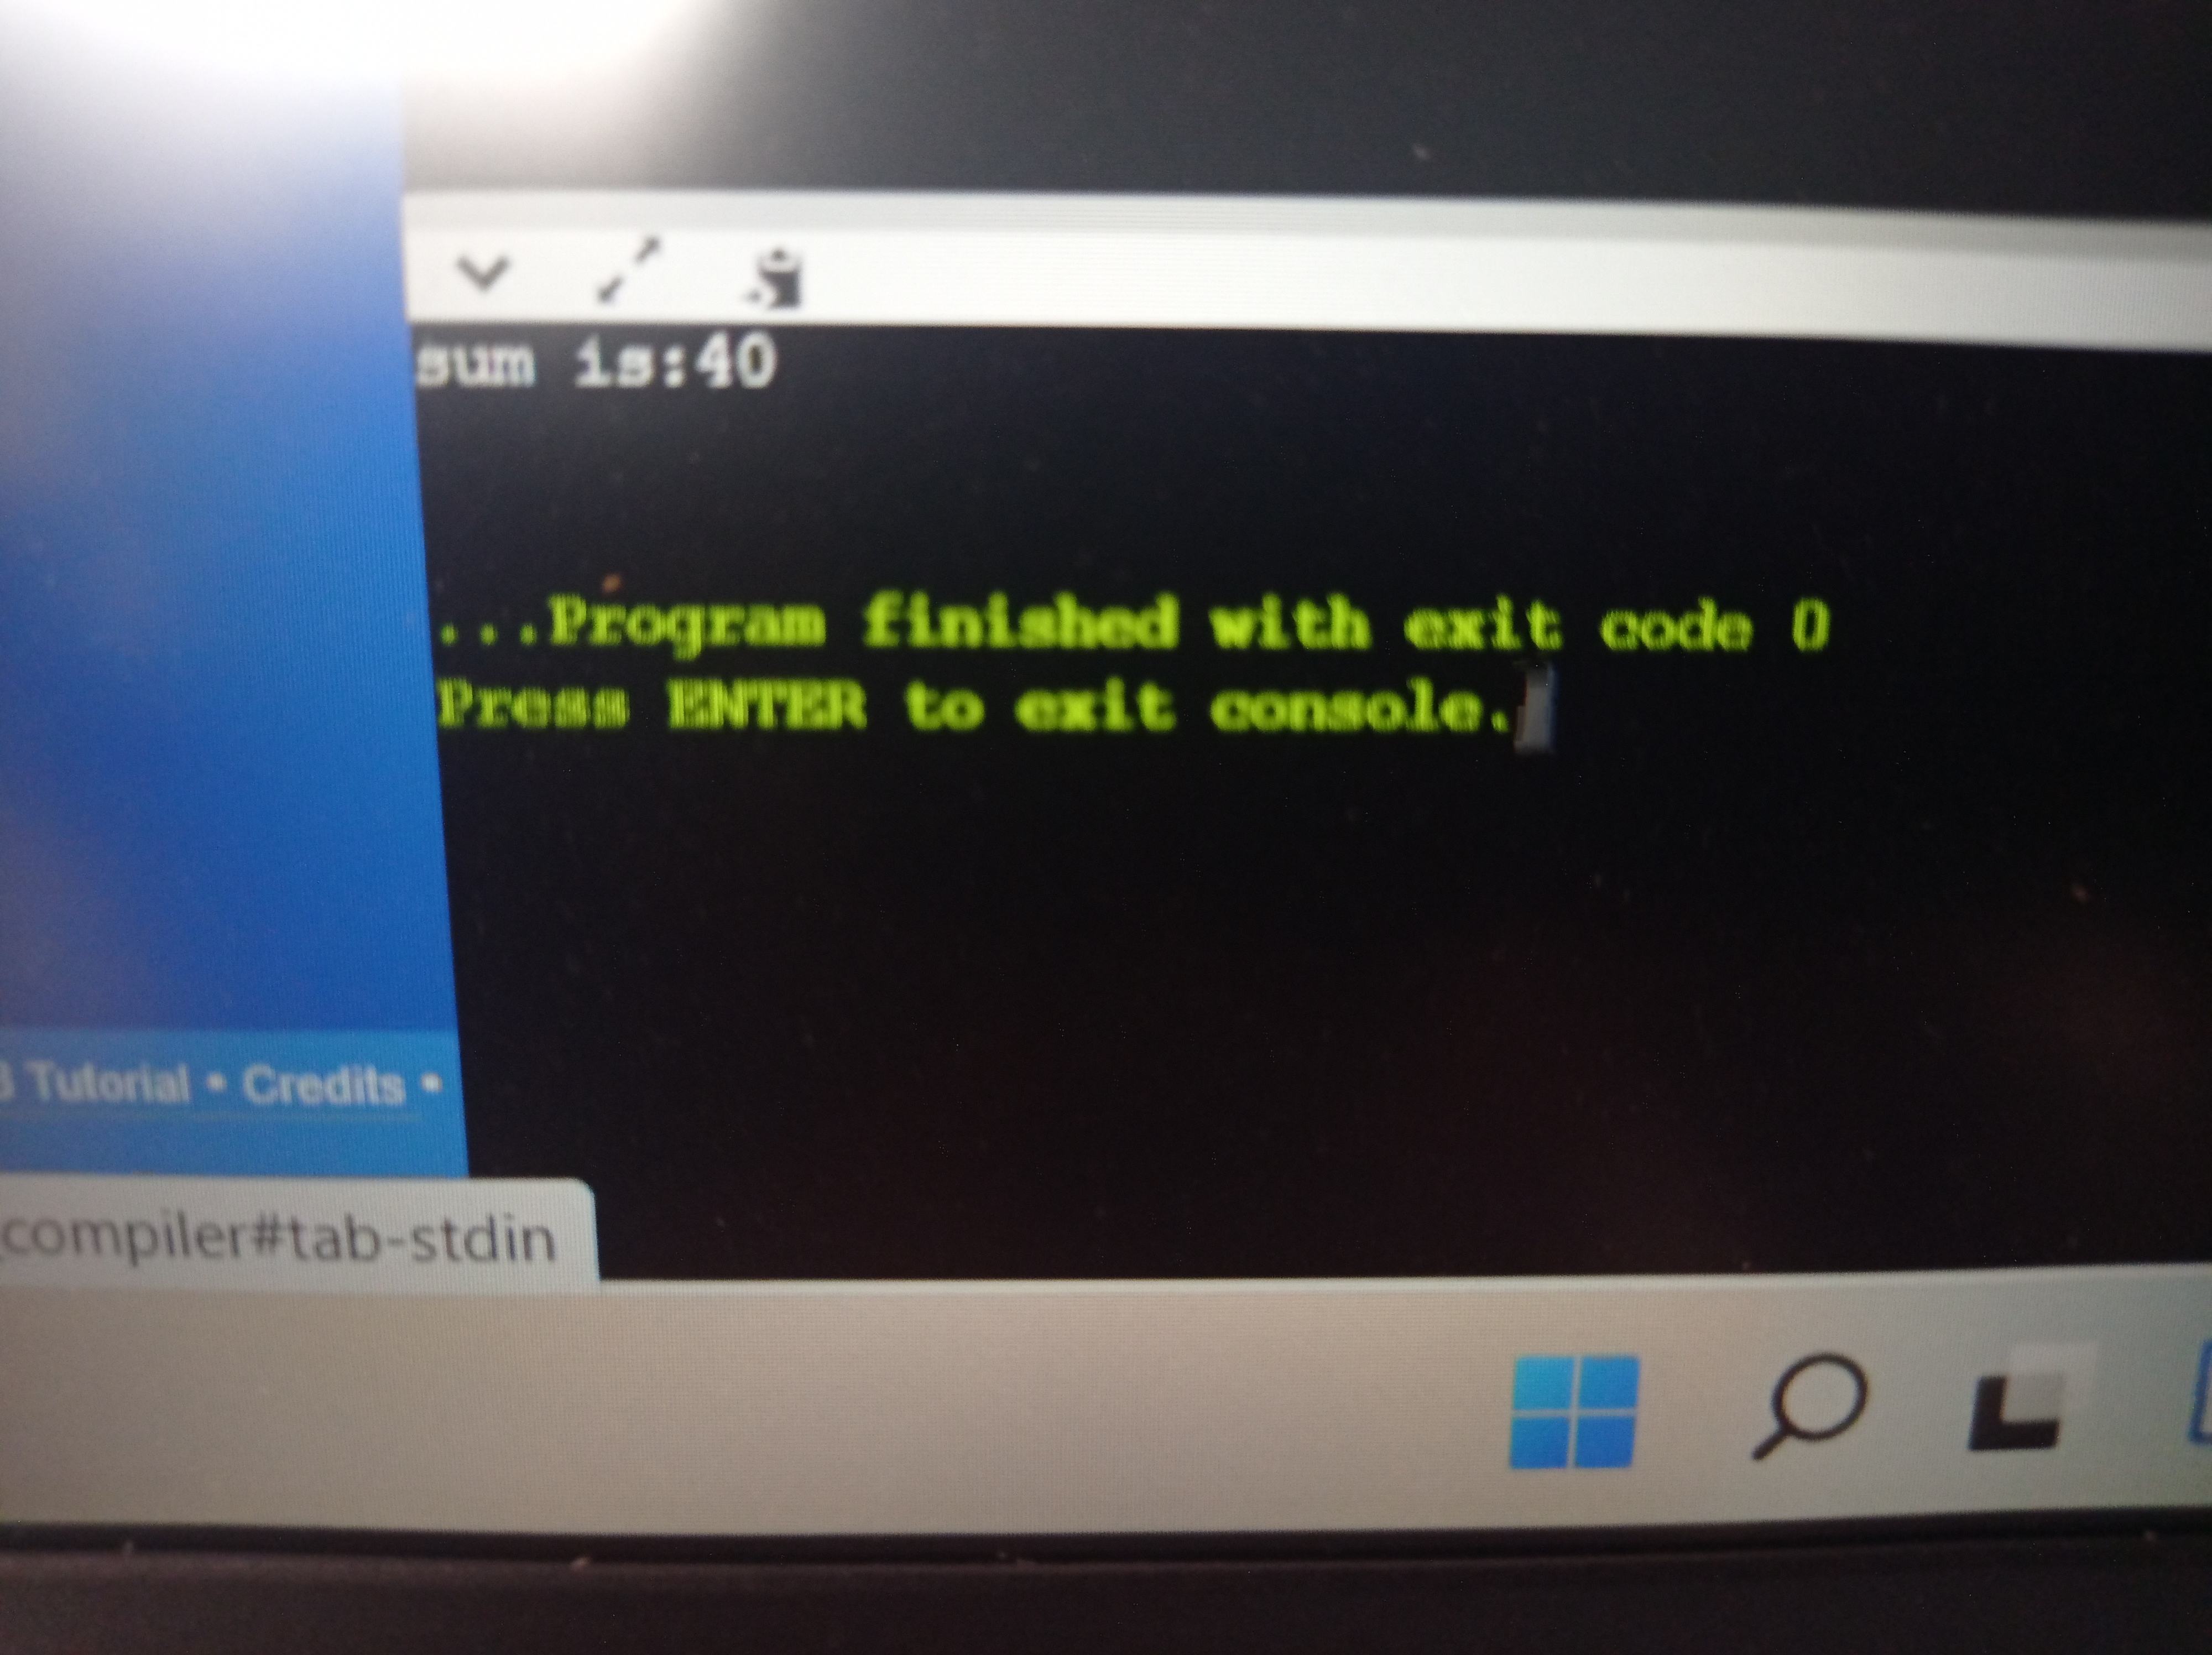 sum is:40
...Program finished with exit code 0
Press ENTER to exit console.
Tutorial • Credits •
compiler#tab-stdin